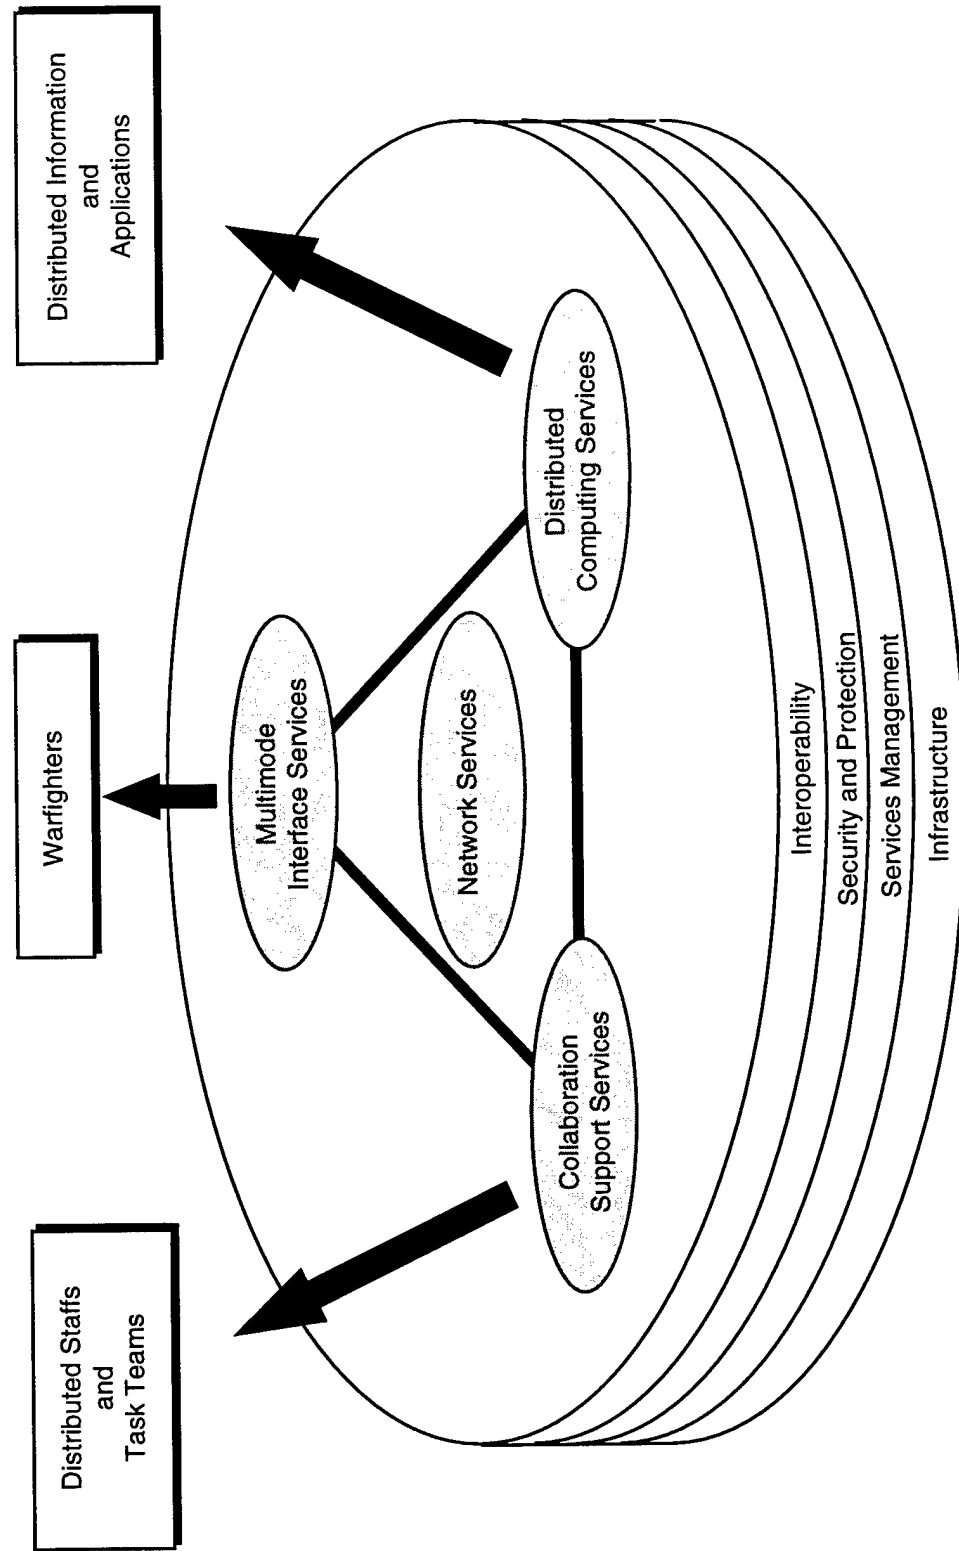 Distributed Staffs
and
Task Teams
Warfighters
Distributed Information
and
Applications
Multimode
Interface Services
Network Services
Collaboration
Support Services
Distributed
Computing Services
Interoperability
Security and Protection
Services Management
Infrastructure